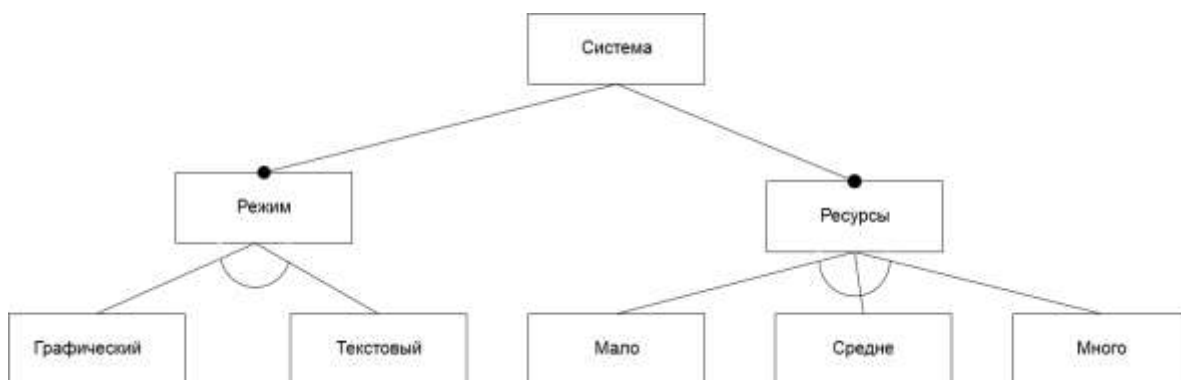 Система
Режим
Ресурсы
Графический
Текстовый
Мало
Средне
Много